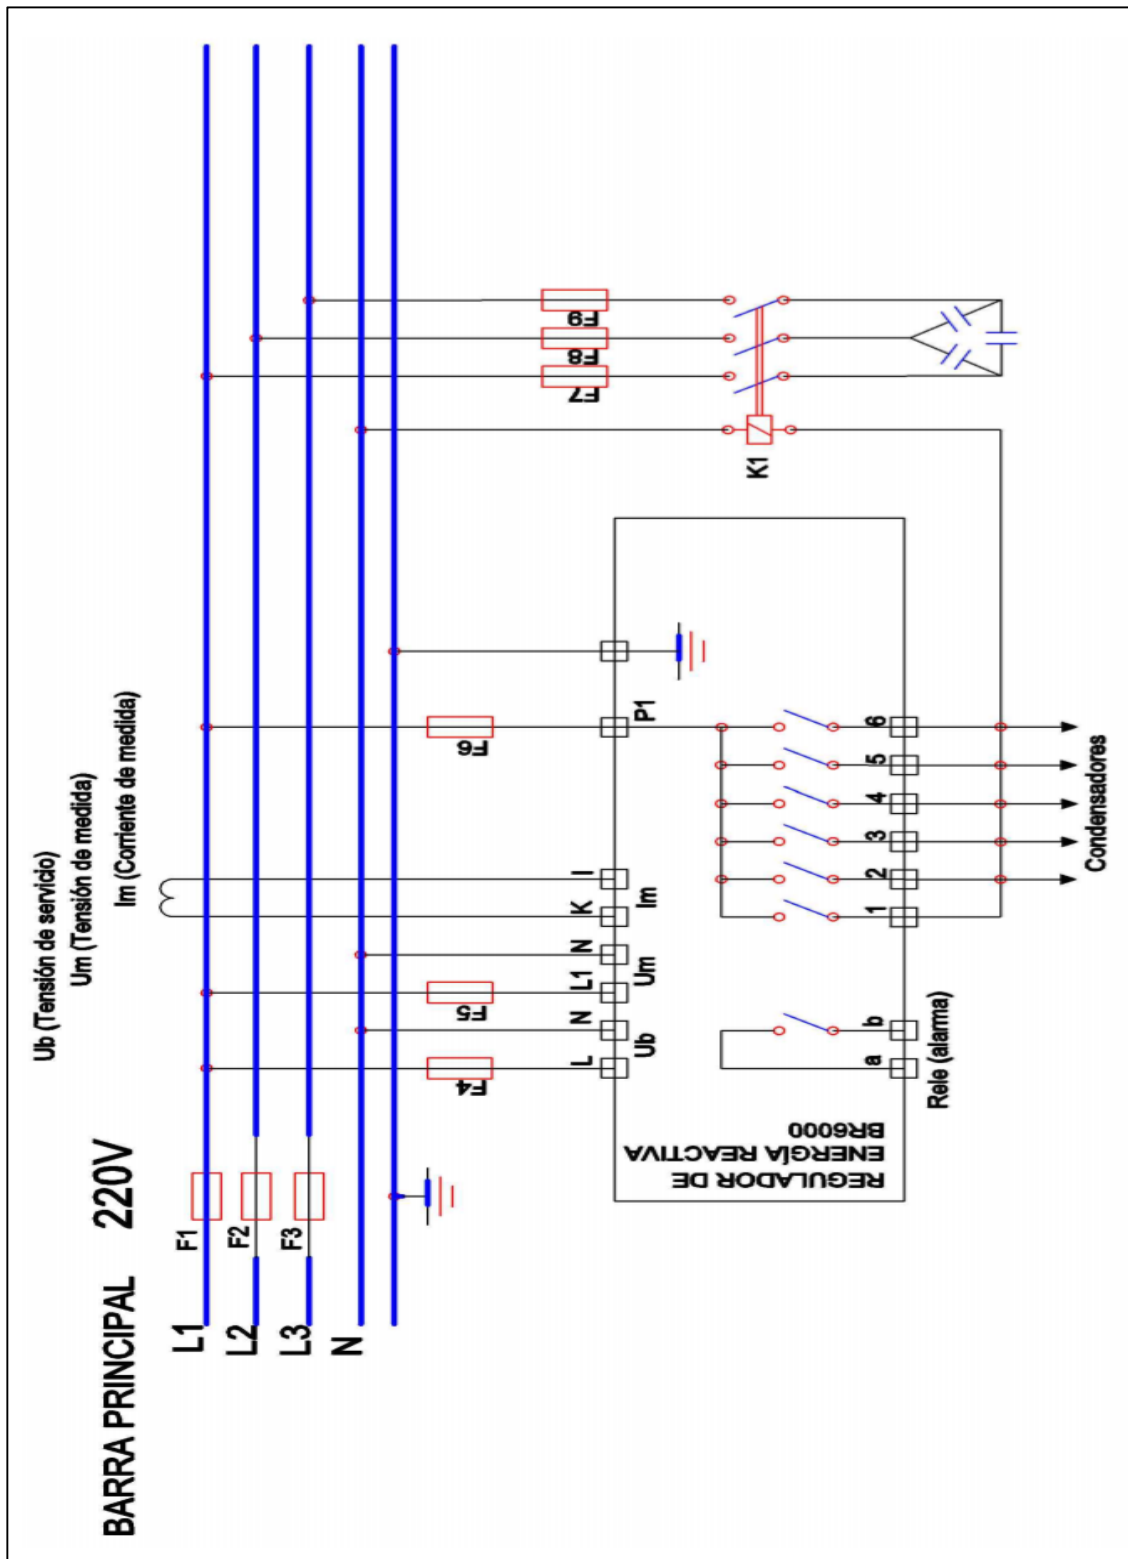 BARRA PRINCIPAL 220V
Ub (Tensión de servicio)
Um (Tensión de medida)
Im (Corriente de medida)
L1
L2
L3
N
F1
F2
F3
F4
F5
F6
F7
F8
F9
L
N
L1
N
K
l
P1
Ub
Um
Im
K1
REGULADOR DE
ENERGÍA REACTIVA
BR6000
a
b
1
2
3
4
5
6
Rele (alarma)
Condensadores